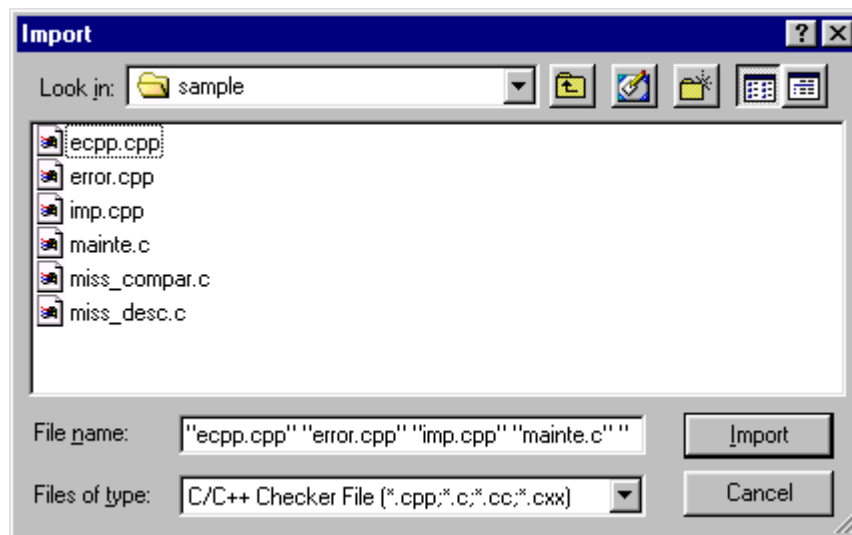 Import
Look in: sample
ecpp.cpp
error.cpp
imp.cpp
mainte.c
miss_compar.c
miss_desc.c
File name: "ecpp.cpp" "error.cpp" "imp.cpp" "mainte.c" " Import
Files of type: C/C++ Checker File (*.cpp;*.c;*.cc;*.cxx) Cancel